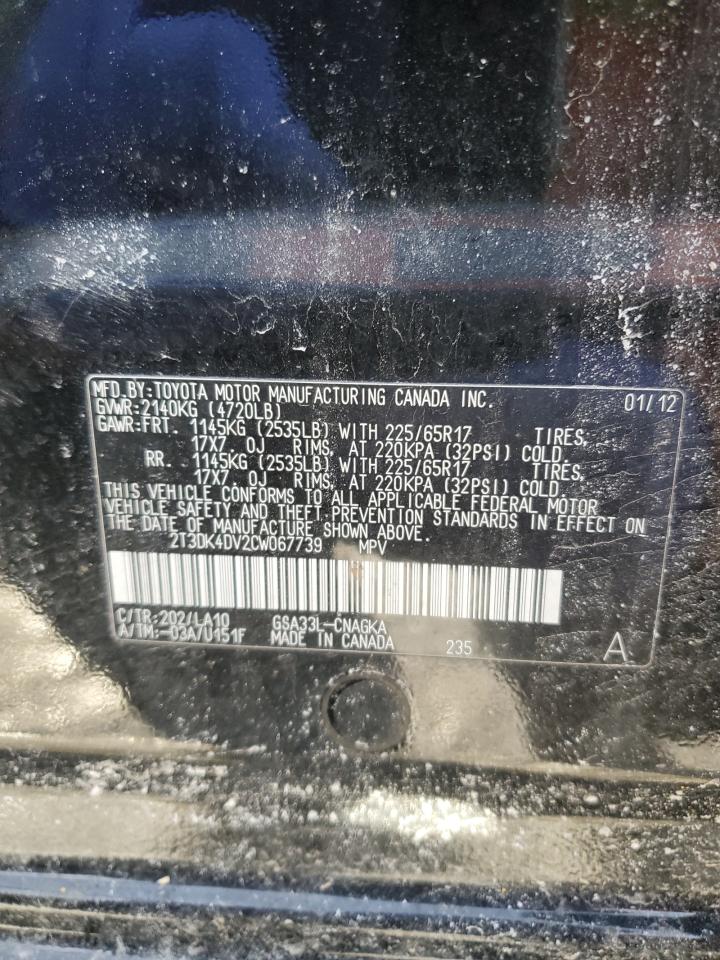 MFD.BY:TOYOTA MOTOR MANUFACTURING CANADA INC. 01/12
GVWR:2140KG (4720LB)
GAWR:FRT. 1145KG (2535LB) WITH 225/65R17 TIRES,
17X7 0J RIMS, AT 220KPA (32PSI) COLD.
RR. 1145KG (2535LB) WITH 225/65R17 TIRES,
17X7 0J RIMS, AT 220KPA (32PSI) COLD.
THIS VEHICLE CONFORMS TO ALL APPLICABLE FEDERAL MOTOR
VEHICLE SAFETY AND THEFT PREVENTION STANDARDS IN EFFECT ON
THE DATE OF MANUFACTURE SHOWN ABOVE.
2T3DK4DV2CW067739 MPV
C/TR:202/LA10 GSA33L-CNAGKA
A/TM:-03A/U151F MADE IN CANADA 235 A